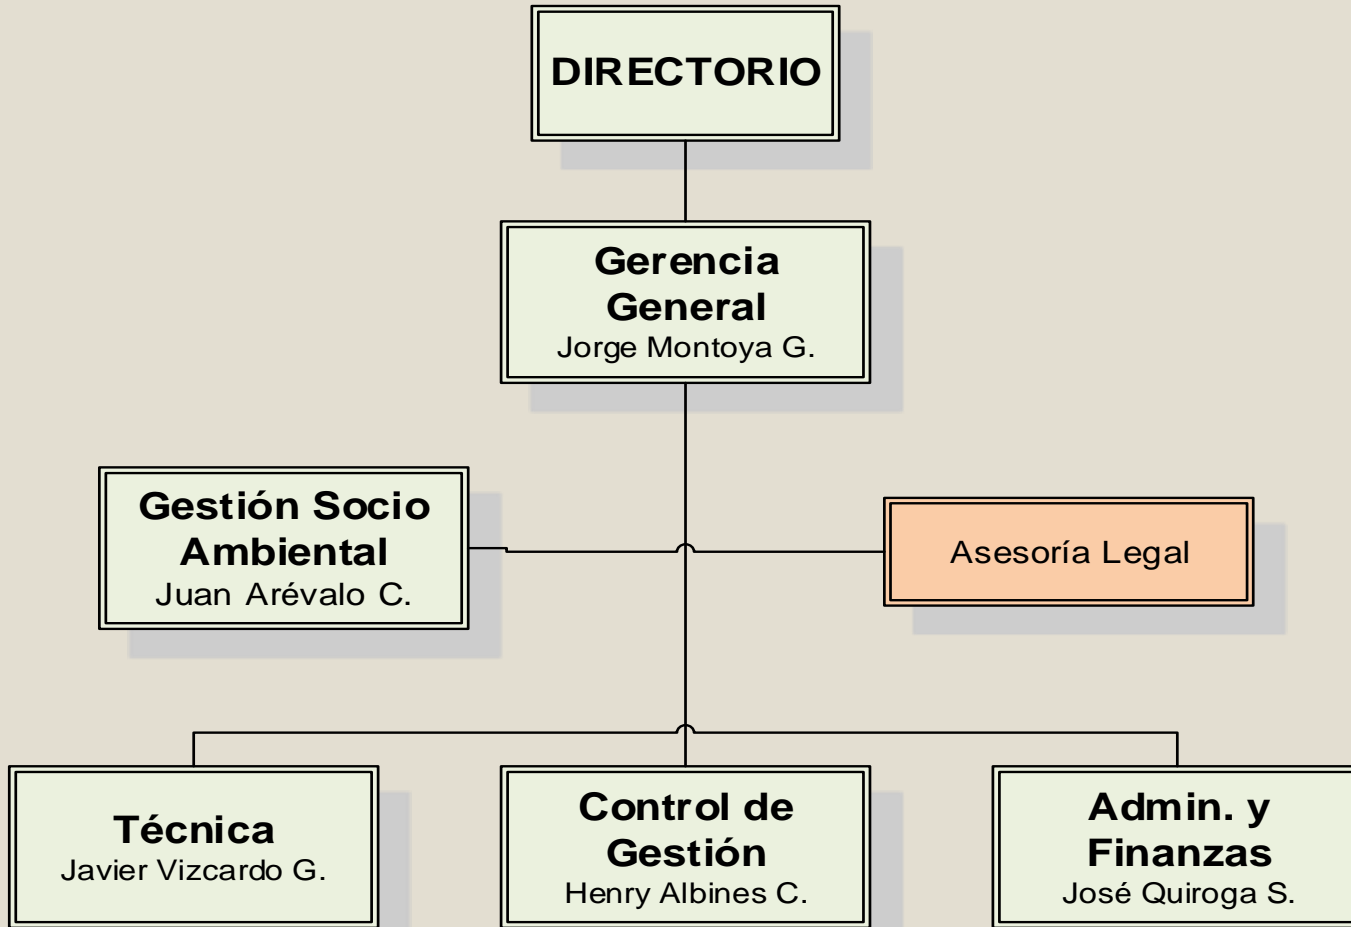 DIRECTORIO
Gerencia
General
Jorge Montoya G.
Gestión Socio
Ambiental
Juan Arévalo C.
Asesoría Legal
Técnica
Javier Vizcardo G.
Control de
Gestión
Henry Albines C.
Admin. y
Finanzas
José Quiroga S.